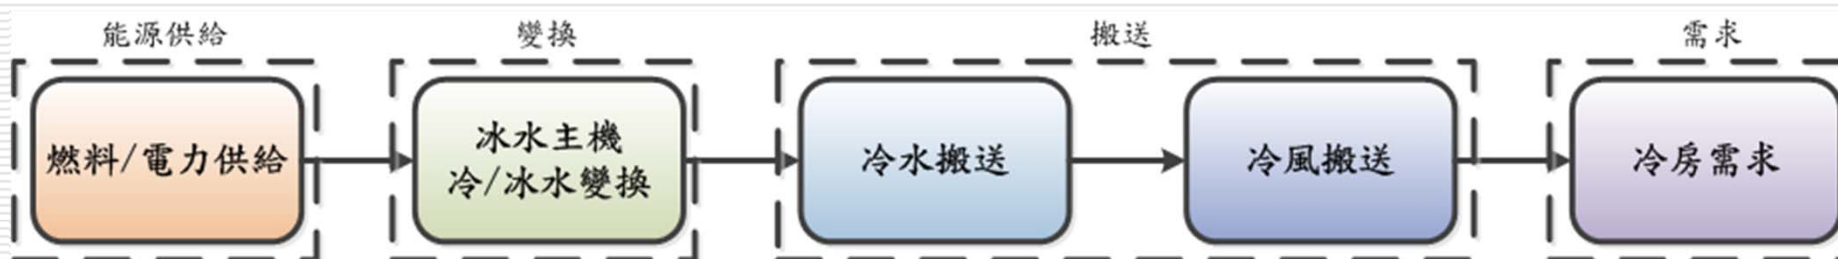 能源供給
變換
搬送
需求
燃料/電力供給
冰水主機
冷/冰水變換
冷水搬送
冷風搬送
冷房需求